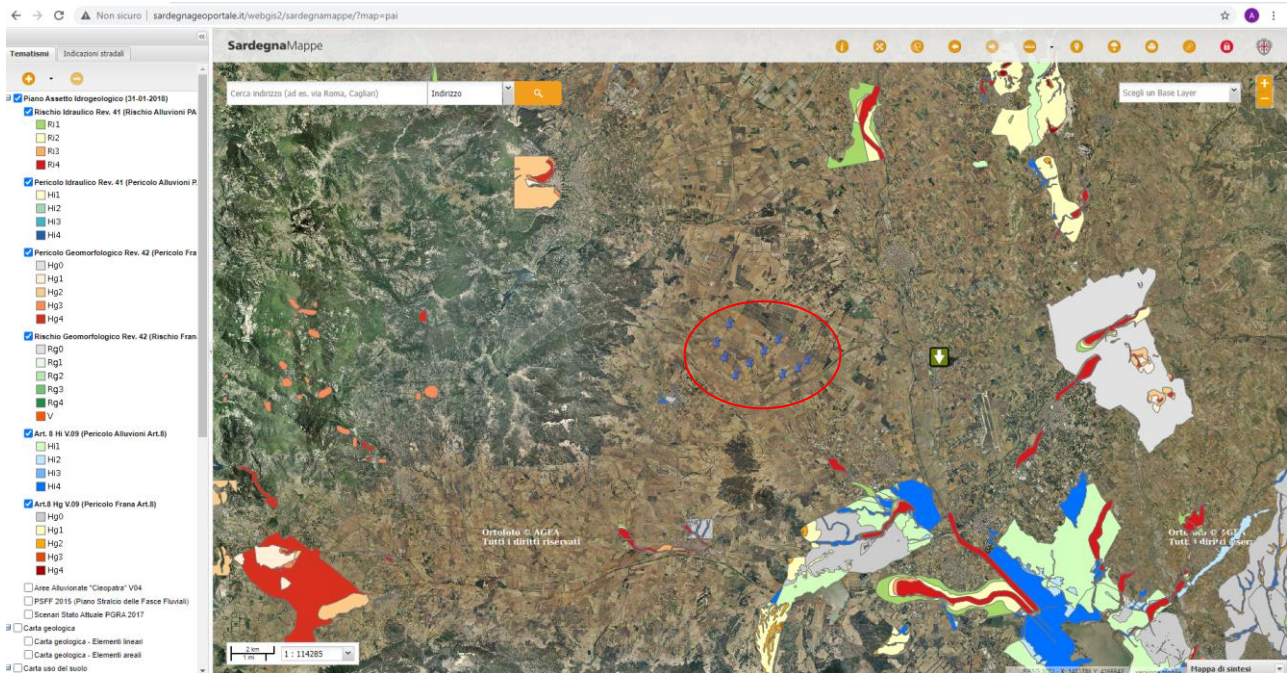 Non sicuro | sardegnageoportale.it/webgis2/sardegnamappe/?map=pai
A
Tematismi
Indicazioni stradali
SardegnaMappe
Cerca indirizzo (ad es. via Roma, Cagliari)
Indirizzo
Scegli un Base Layer
+
−
Piano Assetto Idrogeologico (31-01-2018)
Rischio Idraulico Rev. 41 (Rischio Alluvioni PA
Ri1
Ri2
Ri3
Ri4
Pericolo Idraulico Rev. 41 (Pericolo Alluvioni P.
Hi1
Hi2
Hi3
Hi4
Pericolo Geomorfologico Rev. 42 (Pericolo Fra
Hg0
Hg1
Hg2
Hg3
Hg4
Rischio Geomorfologico Rev. 42 (Rischio Fran
Rg0
Rg1
Rg2
Rg3
Rg4
V
Art. 8 Hi V.09 (Pericolo Alluvioni Art.8)
Hi1
Hi2
Hi3
Hi4
Art.8 Hg V.09 (Pericolo Frana Art.8)
Hg0
Hg1
Hg2
Hg3
Hg4
Aree Alluvionate "Cleopatra" V04
PSFF 2015 (Piano Stralcio delle Fasce Fluviali)
Scenari Stato Attuale PGRA 2017
Carta geologica
Carta geologica - Elementi lineari
Carta geologica - Elementi areali
Carta uso del suolo
Ortofoto © AGEA
Tutti i diritti riservati
Ortofoto © AGEA
Tutti i diritti
2 km
1 mi
1 : 114285
Mappa di sintesi